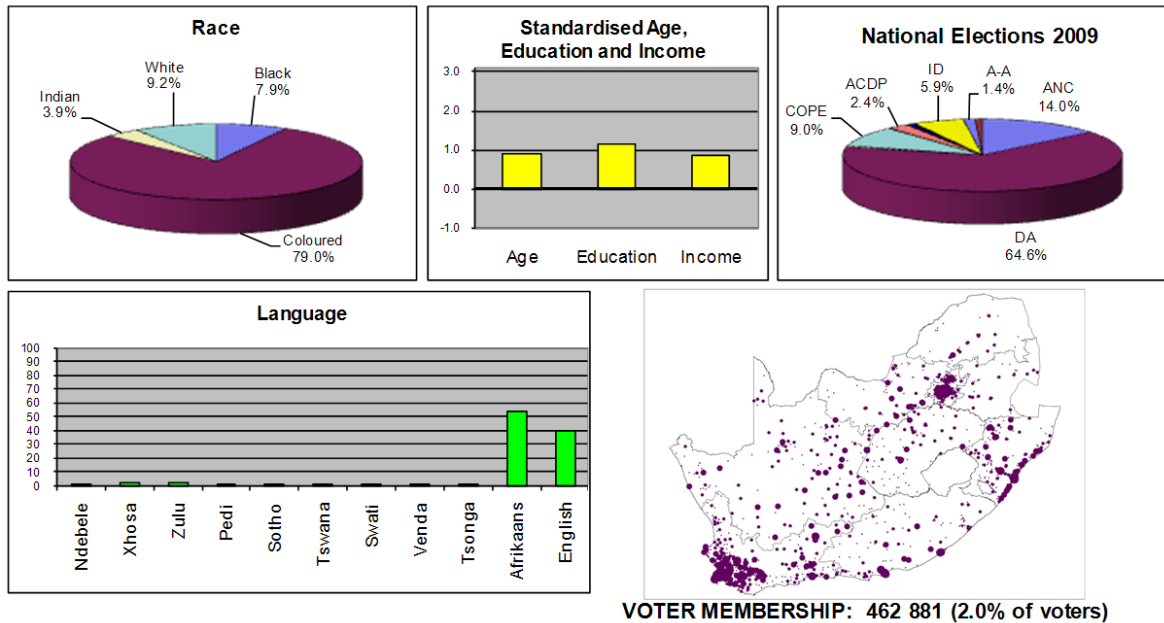 Race
White
9.2%
Black
7.9%
Indian
3.9%
Coloured
79.0%
Standardised Age,
Education and Income
3.0
2.0
1.0
0.0
-1.0
Age Education Income
National Elections 2009
ID
5.9%
A-A
1.4%
ACDP
2.4%
ANC
14.0%
COPE
9.0%
DA
64.6%
Language
100
90
80
70
60
50
40
30
20
10
0
Ndebele
Xhosa
Zulu
Pedi
Sotho
Tswana
Swati
Venda
Tsonga
Afrikaans
English
VOTER MEMBERSHIP: 462 881 (2.0% of voters)